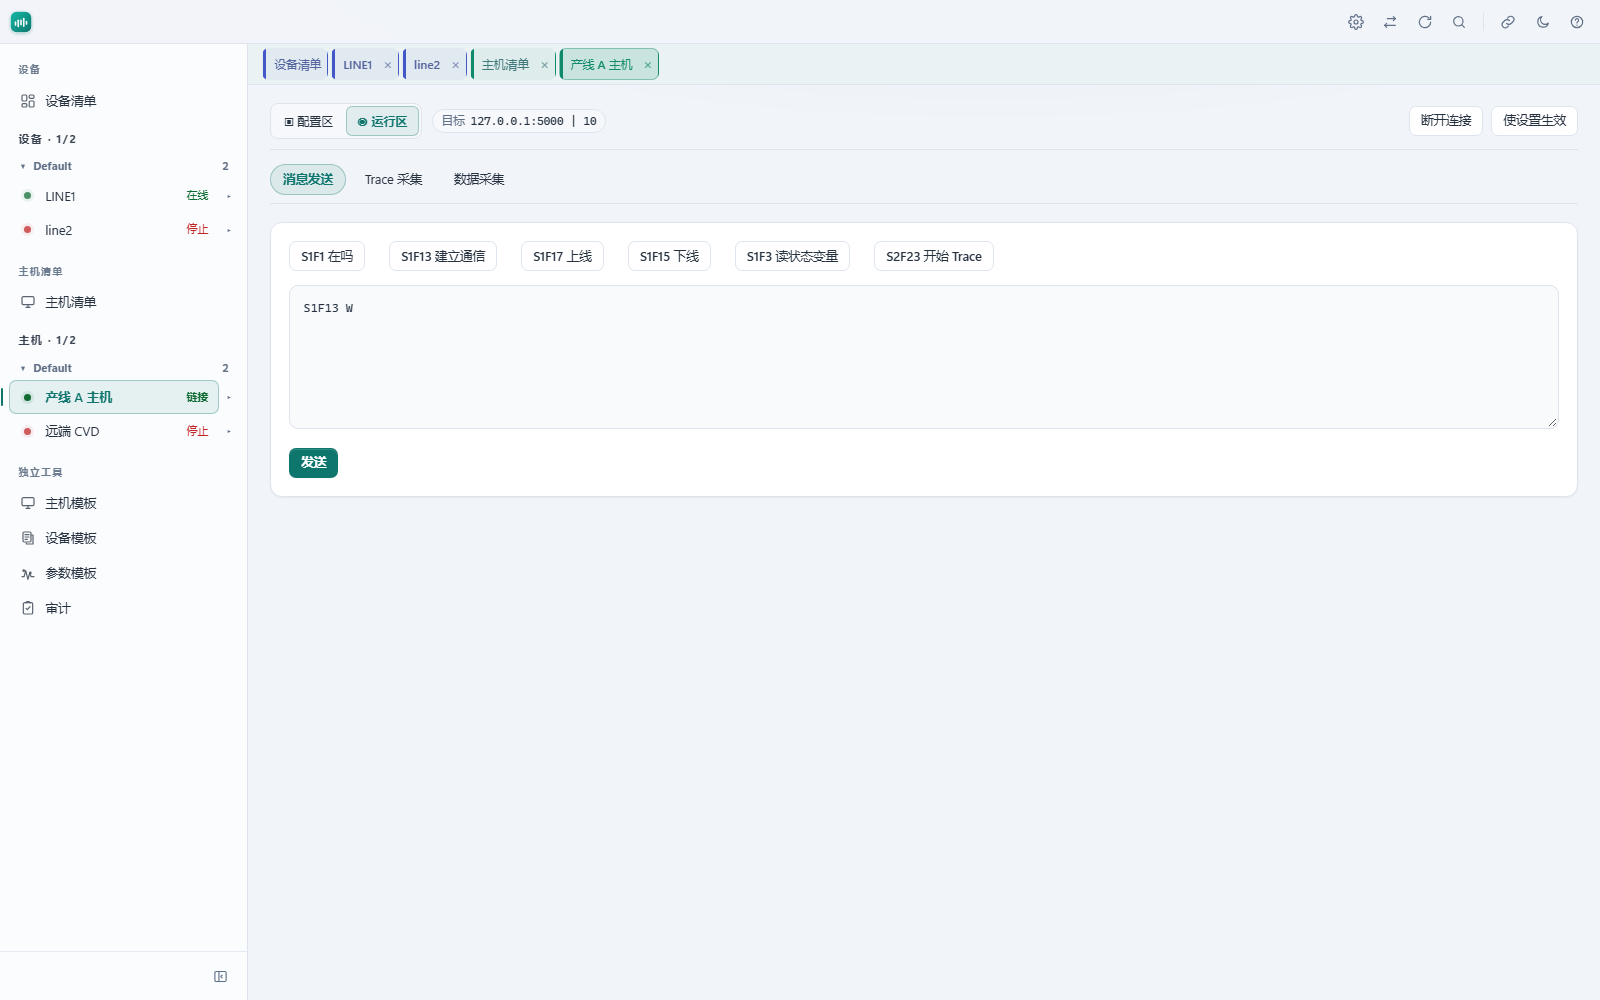 设备
设备清单
设备 · 1/2
Default 2
LINE1 在线
line2 停止
主机清单
主机清单
主机 · 1/2
Default 2
产线 A 主机 链接
远端 CVD 停止
独立工具
主机模板
设备模板
参数模板
审计
设备清单 LINE1 × line2 × 主机清单 × 产线 A 主机 ×
配置区 运行区 目标 127.0.0.1:5000 | 10 断开连接 使设置生效
消息发送 Trace 采集 数据采集
S1F1 在吗 S1F13 建立通信 S1F17 上线 S1F15 下线 S1F3 读状态变量 S2F23 开始 Trace
S1F13 W
发送